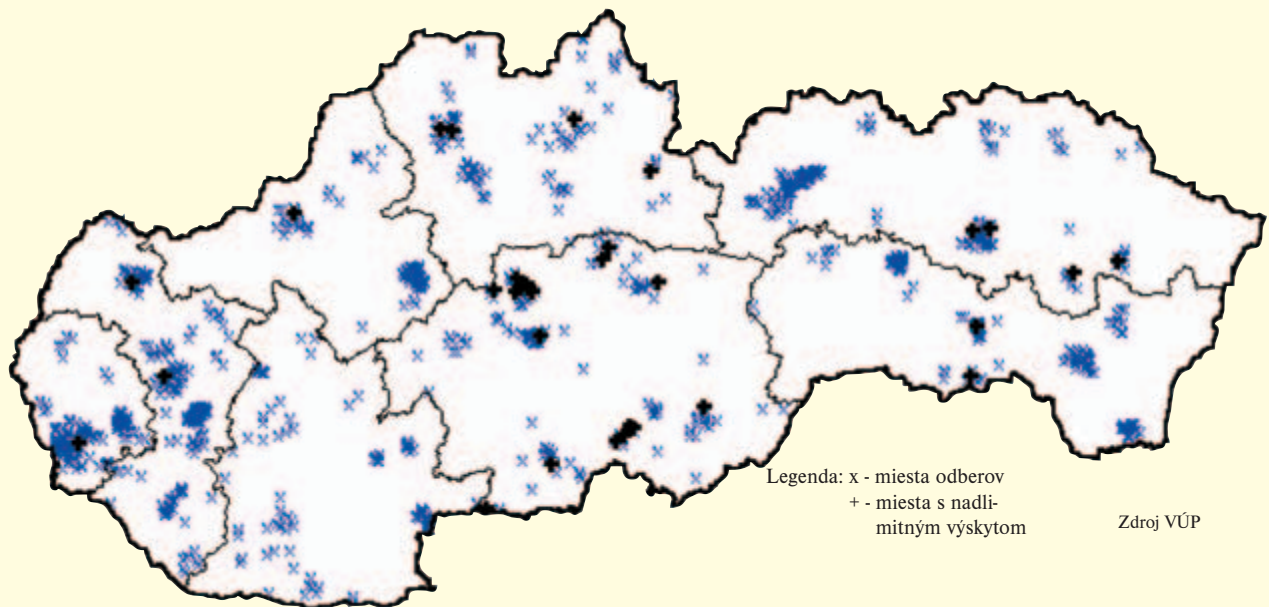 Legenda: x - miesta odberov
+ - miesta s nadli-
mitným výskytom
Zdroj VÚP